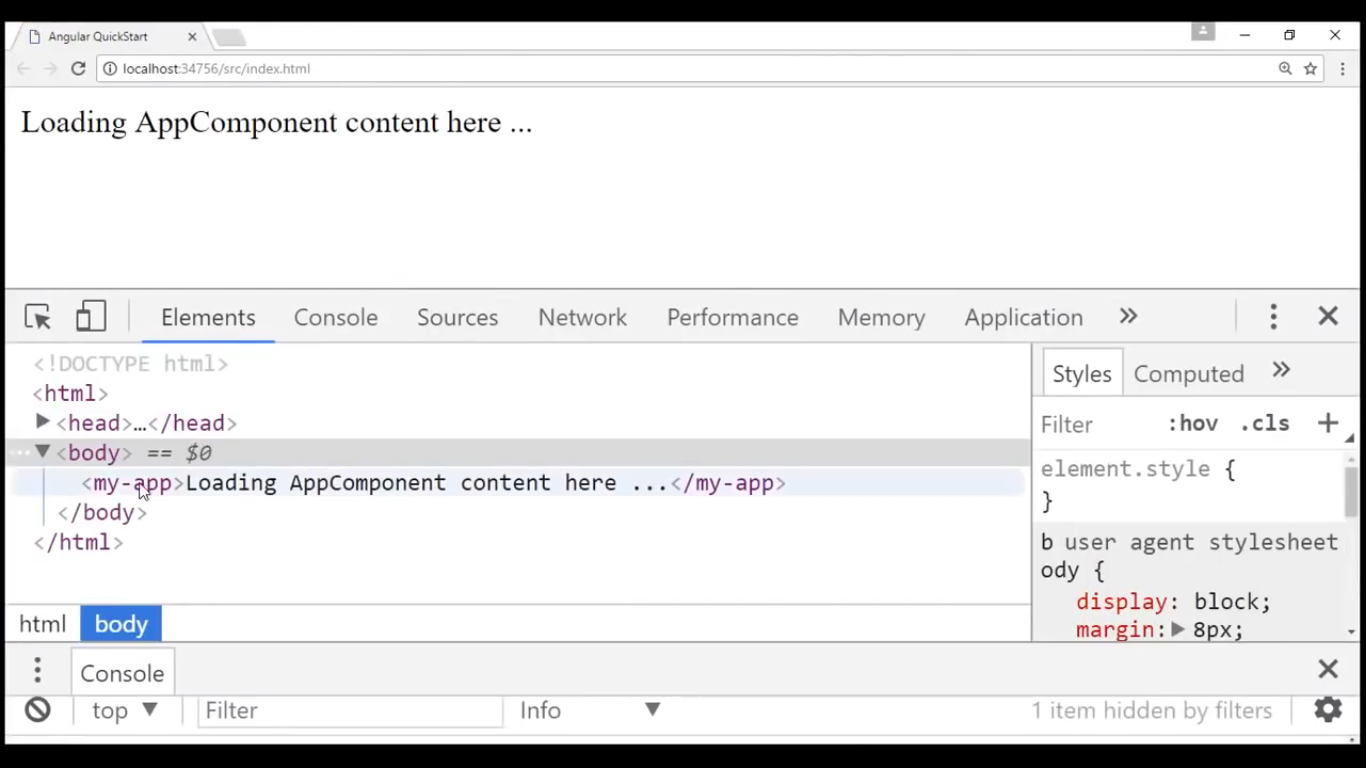 Angular QuickStart
localhost:34756/src/index.html
Loading AppComponent content here ...
Elements Console Sources Network Performance Memory Application »
<!DOCTYPE html>
<html>
<head>…</head>
<body> == $0
<my-app>Loading AppComponent content here ...</my-app>
</body>
</html>
html body
Styles Computed »
Filter :hov .cls +
element.style {
}
b user agent stylesheet
ody {
display: block;
margin: 8px;
Console
top Filter Info 1 item hidden by filters